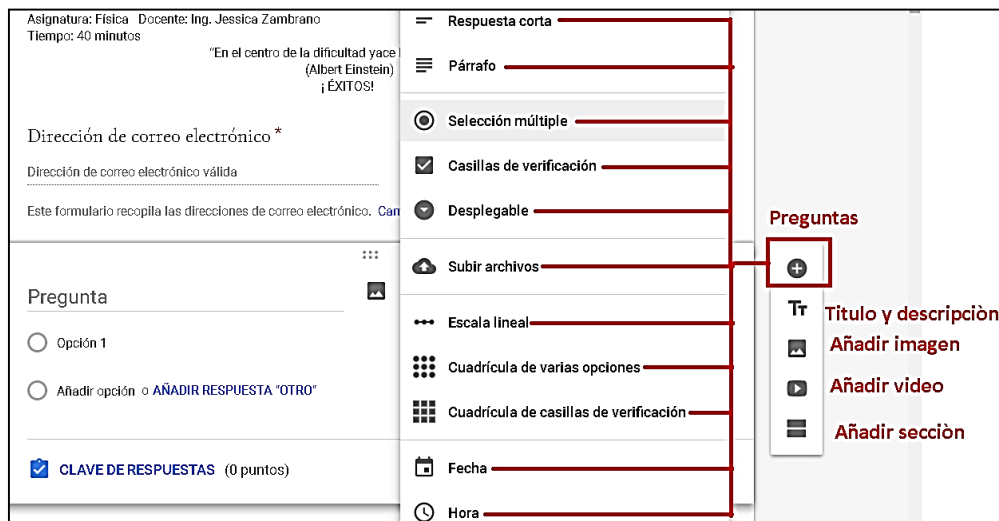 Asignatura: Física Docente: Ing. Jessica Zambrano
Tiempo: 40 minutos
"En el centro de la dificultad yace
(Albert Einstein)
¡ÉXITOS!
Dirección de correo electrónico *
Dirección de correo electrónico válida
Este formulario recopila las direcciones de correo electrónico. Cam
Pregunta
Opción 1
Añadir opción o AÑADIR RESPUESTA "OTRO"
CLAVE DE RESPUESTAS (0 puntos)
Respuesta corta
Párrafo
Selección múltiple
Casillas de verificación
Desplegable
Subir archivos
Escala lineal
Cuadrícula de varias opciones
Cuadrícula de casillas de verificación
Fecha
Hora
Preguntas
Tt
Titulo y descripciòn
Añadir imagen
Añadir video
Añadir secciòn